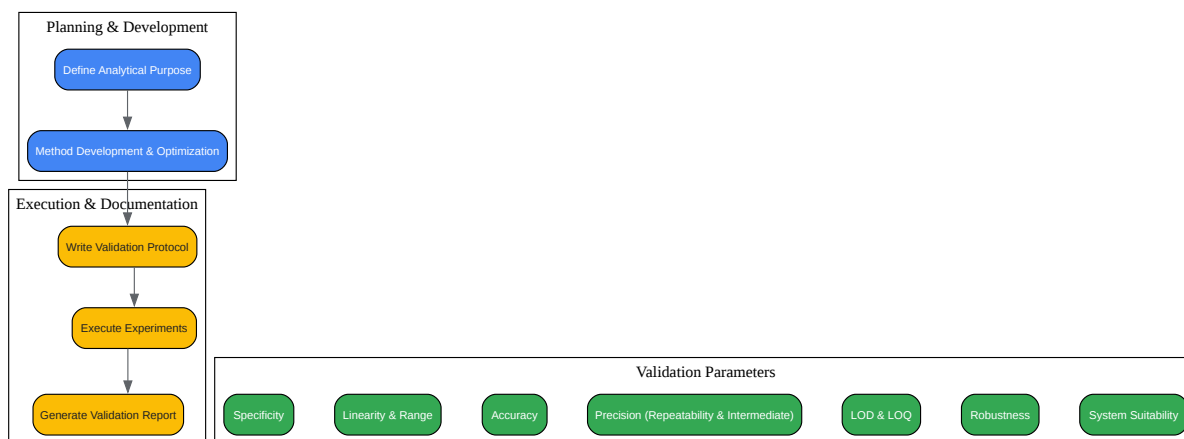 Planning & Development
Define Analytical Purpose
Method Development & Optimization
Execution & Documentation
Write Validation Protocol
Execute Experiments
Generate Validation Report
Validation Parameters
Specificity
Linearity & Range
Accuracy
Precision (Repeatability & Intermediate)
LOD & LOQ
Robustness
System Suitability